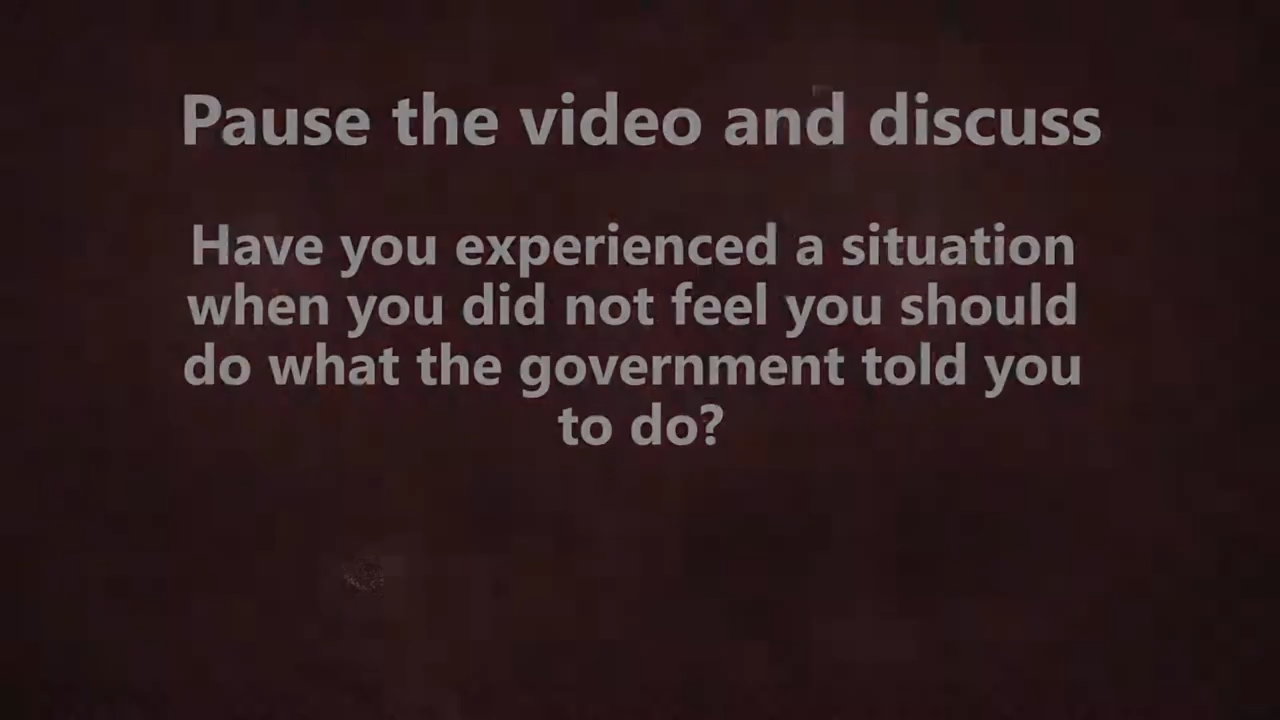 Pause the video and discuss
Have you experienced a situation
when you did not feel you should
do what the government told you
to do?